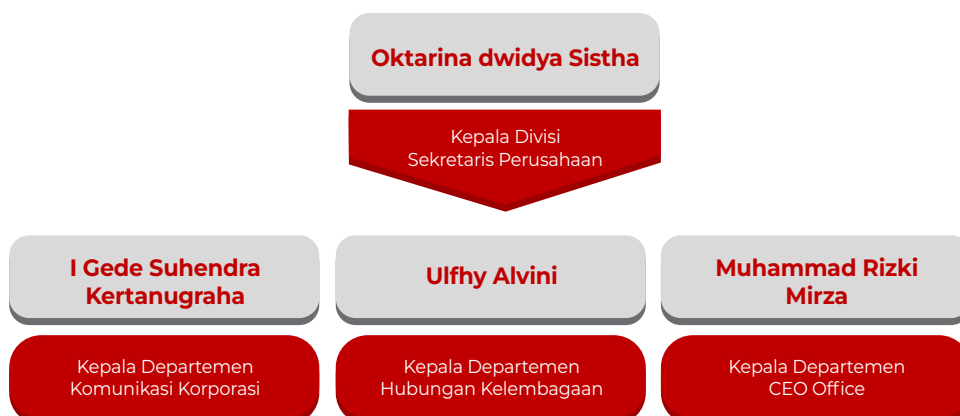 Oktarina dwidya Sistha
Kepala Divisi
Sekretaris Perusahaan
I Gede Suhendra
Kertanugraha
Kepala Departemen
Komunikasi Korporasi
Ulfhy Alvini
Kepala Departemen
Hubungan Kelembagaan
Muhammad Rizki
Mirza
Kepala Departemen
CEO Office